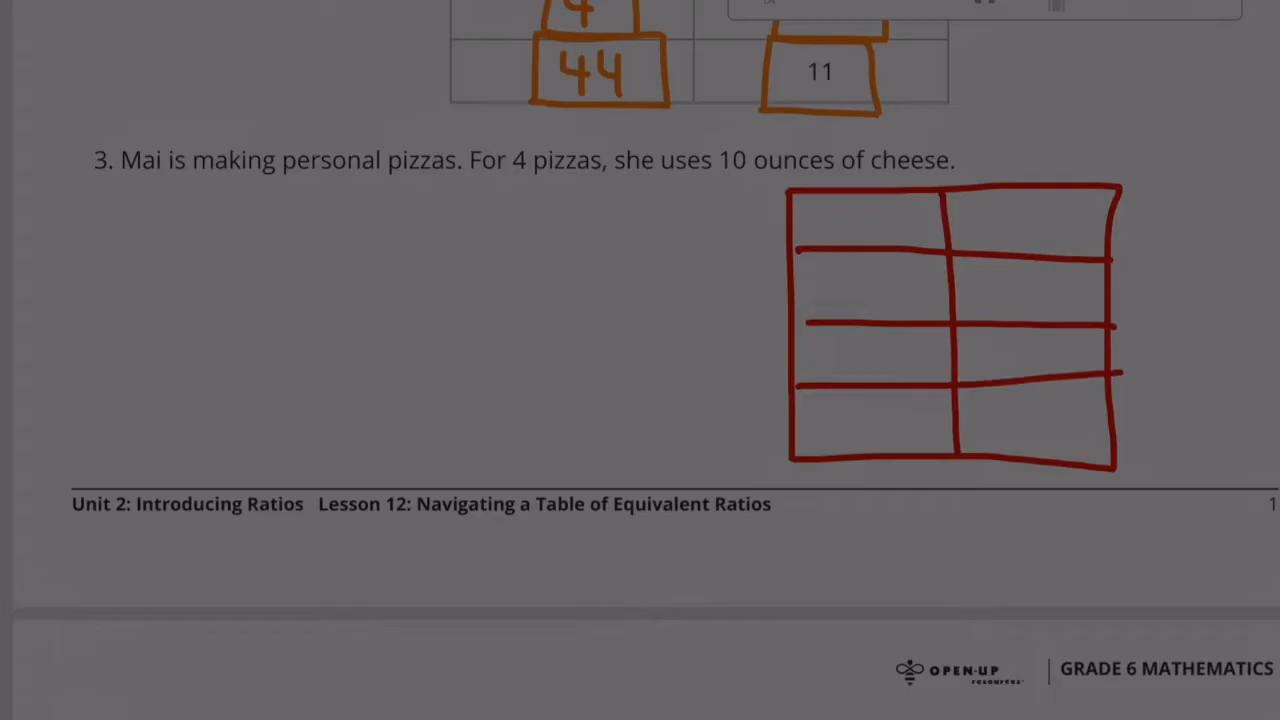 4
44 11
3. Mai is making personal pizzas. For 4 pizzas, she uses 10 ounces of cheese.
Unit 2: Introducing Ratios Lesson 12: Navigating a Table of Equivalent Ratios 1
OPEN-UP GRADE 6 MATHEMATICS
RESOURCES